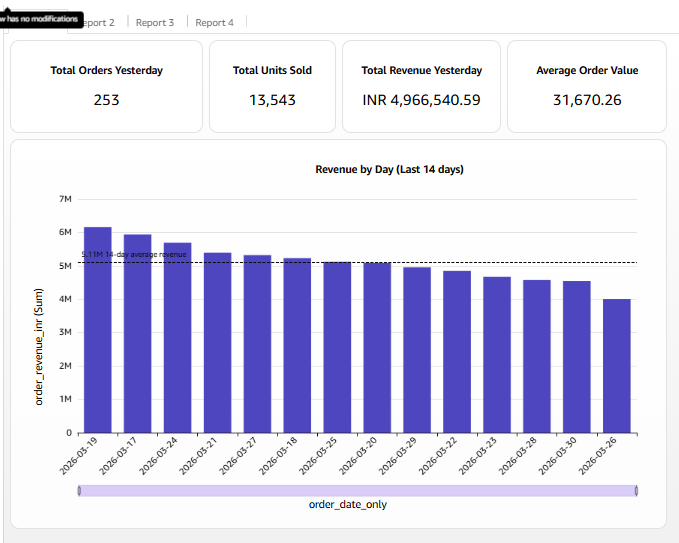 w has no modifications
eport 2
Report 3
Report 4
Total Orders Yesterday
253
Total Units Sold
13,543
Total Revenue Yesterday
INR 4,966,540.59
Average Order Value
31,670.26
Revenue by Day (Last 14 days)
7M
6M
5.11M 14-day average revenue
5M
4M
3M
2M
1M
0
order_revenue_inr (Sum)
2026-03-19
2026-03-17
2026-03-24
2026-03-21
2026-03-27
2026-03-18
2026-03-25
2026-03-20
2026-03-29
2026-03-22
2026-03-23
2026-03-28
2026-03-30
2026-03-26
order_date_only